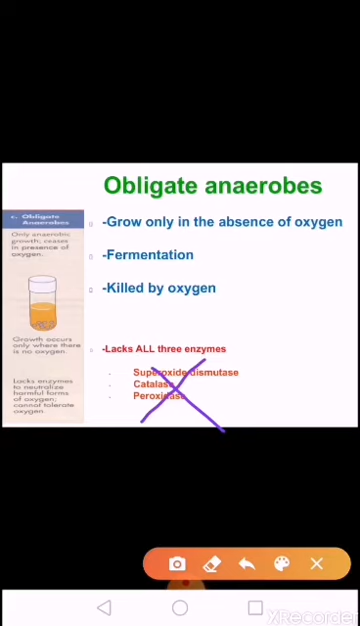 Obligate anaerobes
c. Obligate
Anaerobes
Only anaerobic
growth; ceases
in presence of
oxygen.
Growth occurs
only where there
is no oxygen.
Lacks enzymes
to neutralize
harmful forms
of oxygen;
cannot tolerate
oxygen.
-Grow only in the absence of oxygen
-Fermentation
-Killed by oxygen
-Lacks ALL three enzymes
Superoxide dismutase
Catalase
Peroxidase
XRecorder